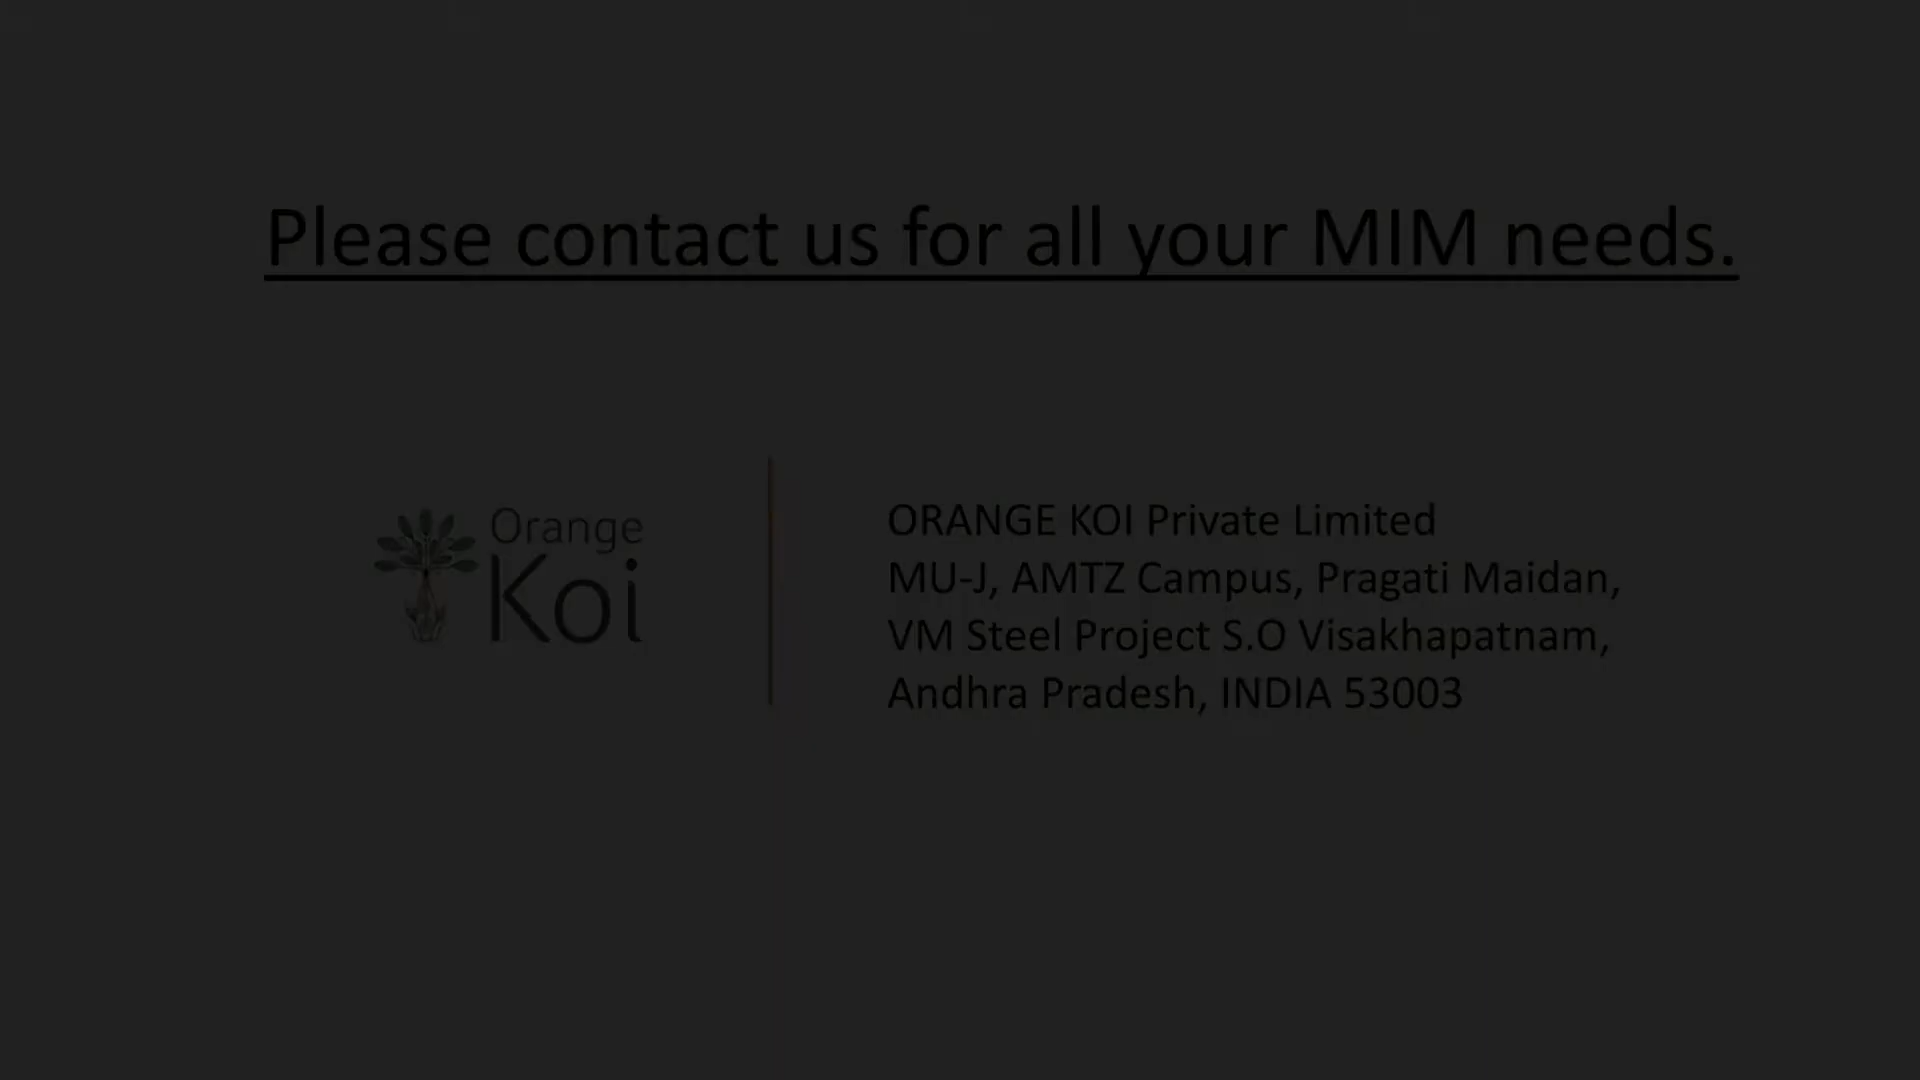 Please contact us for all your MIM needs.
Orange
Koi
ORANGE KOI Private Limited
MU-J, AMTZ Campus, Pragati Maidan,
VM Steel Project S.O Visakhapatnam,
Andhra Pradesh, INDIA 53003